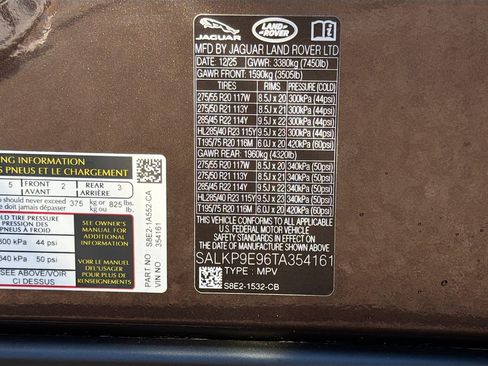 JAGUAR
LAND ROVER
MFD BY JAGUAR LAND ROVER LTD
DATE: 12/25 GVWR: 3380kg (7450lb)
GAWR FRONT: 1590kg (3505lb)
TIRES RIMS PRESSURE (COLD)
275/55 R20 117W 8.5J x 20 300kPa (44psi)
275/50 R21 113Y 8.5J x 21 300kPa (44psi)
285/45 R22 114Y 9.5J x 22 300kPa (44psi)
HL285/40 R23 115Y 9.5J x 23 300kPa (44psi)
T195/75 R20 116M 6.0J x 20 420kPa (60psi)
GAWR REAR: 1960kg (4320lb)
275/55 R20 117W 8.5J x 20 340kPa (50psi)
275/50 R21 113Y 8.5J x 21 340kPa (50psi)
285/45 R22 114Y 9.5J x 22 340kPa (50psi)
HL285/40 R23 115Y 9.5J x 23 340kPa (50psi)
T195/75 R20 116M 6.0J x 20 420kPa (60psi)
THIS VEHICLE CONFORMS TO ALL APPLICABLE
U.S. FEDERAL MOTOR VEHICLE
SAFETY STANDARDS IN EFFECT ON THE
DATE OF MANUFACTURE SHOWN ABOVE
SALKP9E96TA354161
TYPE : MPV
S8E2-1532-CB
NG INFORMATION
S PNEUS ET LE CHARGEMENT
5 FRONT 2 REAR 3
AVANT ARRIÈRE
uld never exceed 375 kg or 825 lbs.
e doit jamais dépasser kg ou lb.
LD TIRE PRESSURE
PRESSION DES
PNEUS À FROID
300 kPa 44 psi
340 kPa 50 psi
SEE ABOVE/VOIR
CI DESSUS
SEE OWNER'S
MANUAL FOR
ADDITIONAL
INFORMATION
VOIR LE MANUEL
DE L'USAGER
POUR PLUS DE
RENSEIGNEMENTS
PART NO S8E2-1A552-CA
SERIAL NO 354161